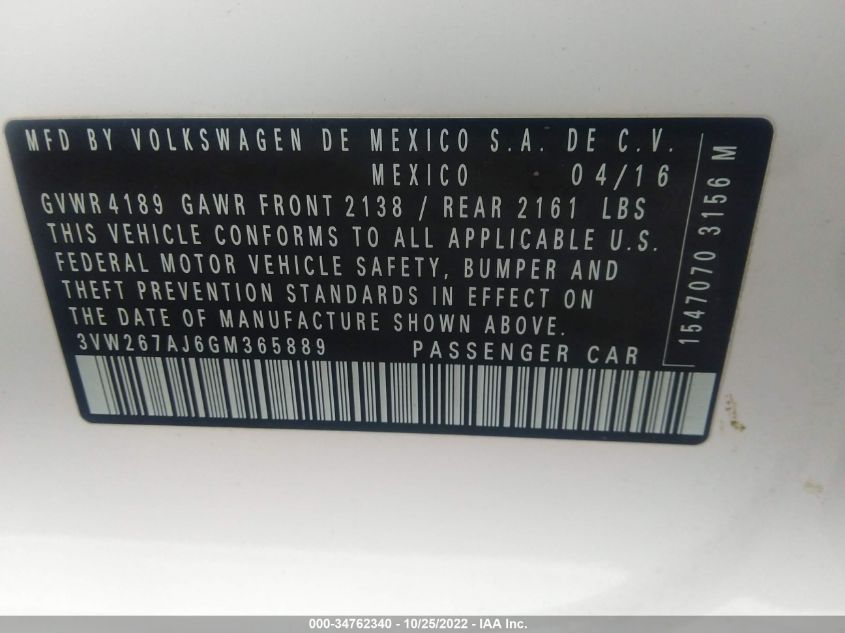 MFD BY VOLKSWAGEN DE MEXICO S.A. DE C.V.
MEXICO 04/16
GVWR 4189 GAWR FRONT 2138 / REAR 2161 LBS
THIS VEHICLE CONFORMS TO ALL APPLICABLE U.S.
FEDERAL MOTOR VEHICLE SAFETY, BUMPER AND
THEFT PREVENTION STANDARDS IN EFFECT ON
THE DATE OF MANUFACTURE SHOWN ABOVE.
3VW267AJ6GM365889 PASSENGER CAR
1547070 3156 M
000-34762340 - 10/25/2022 - IAA Inc.